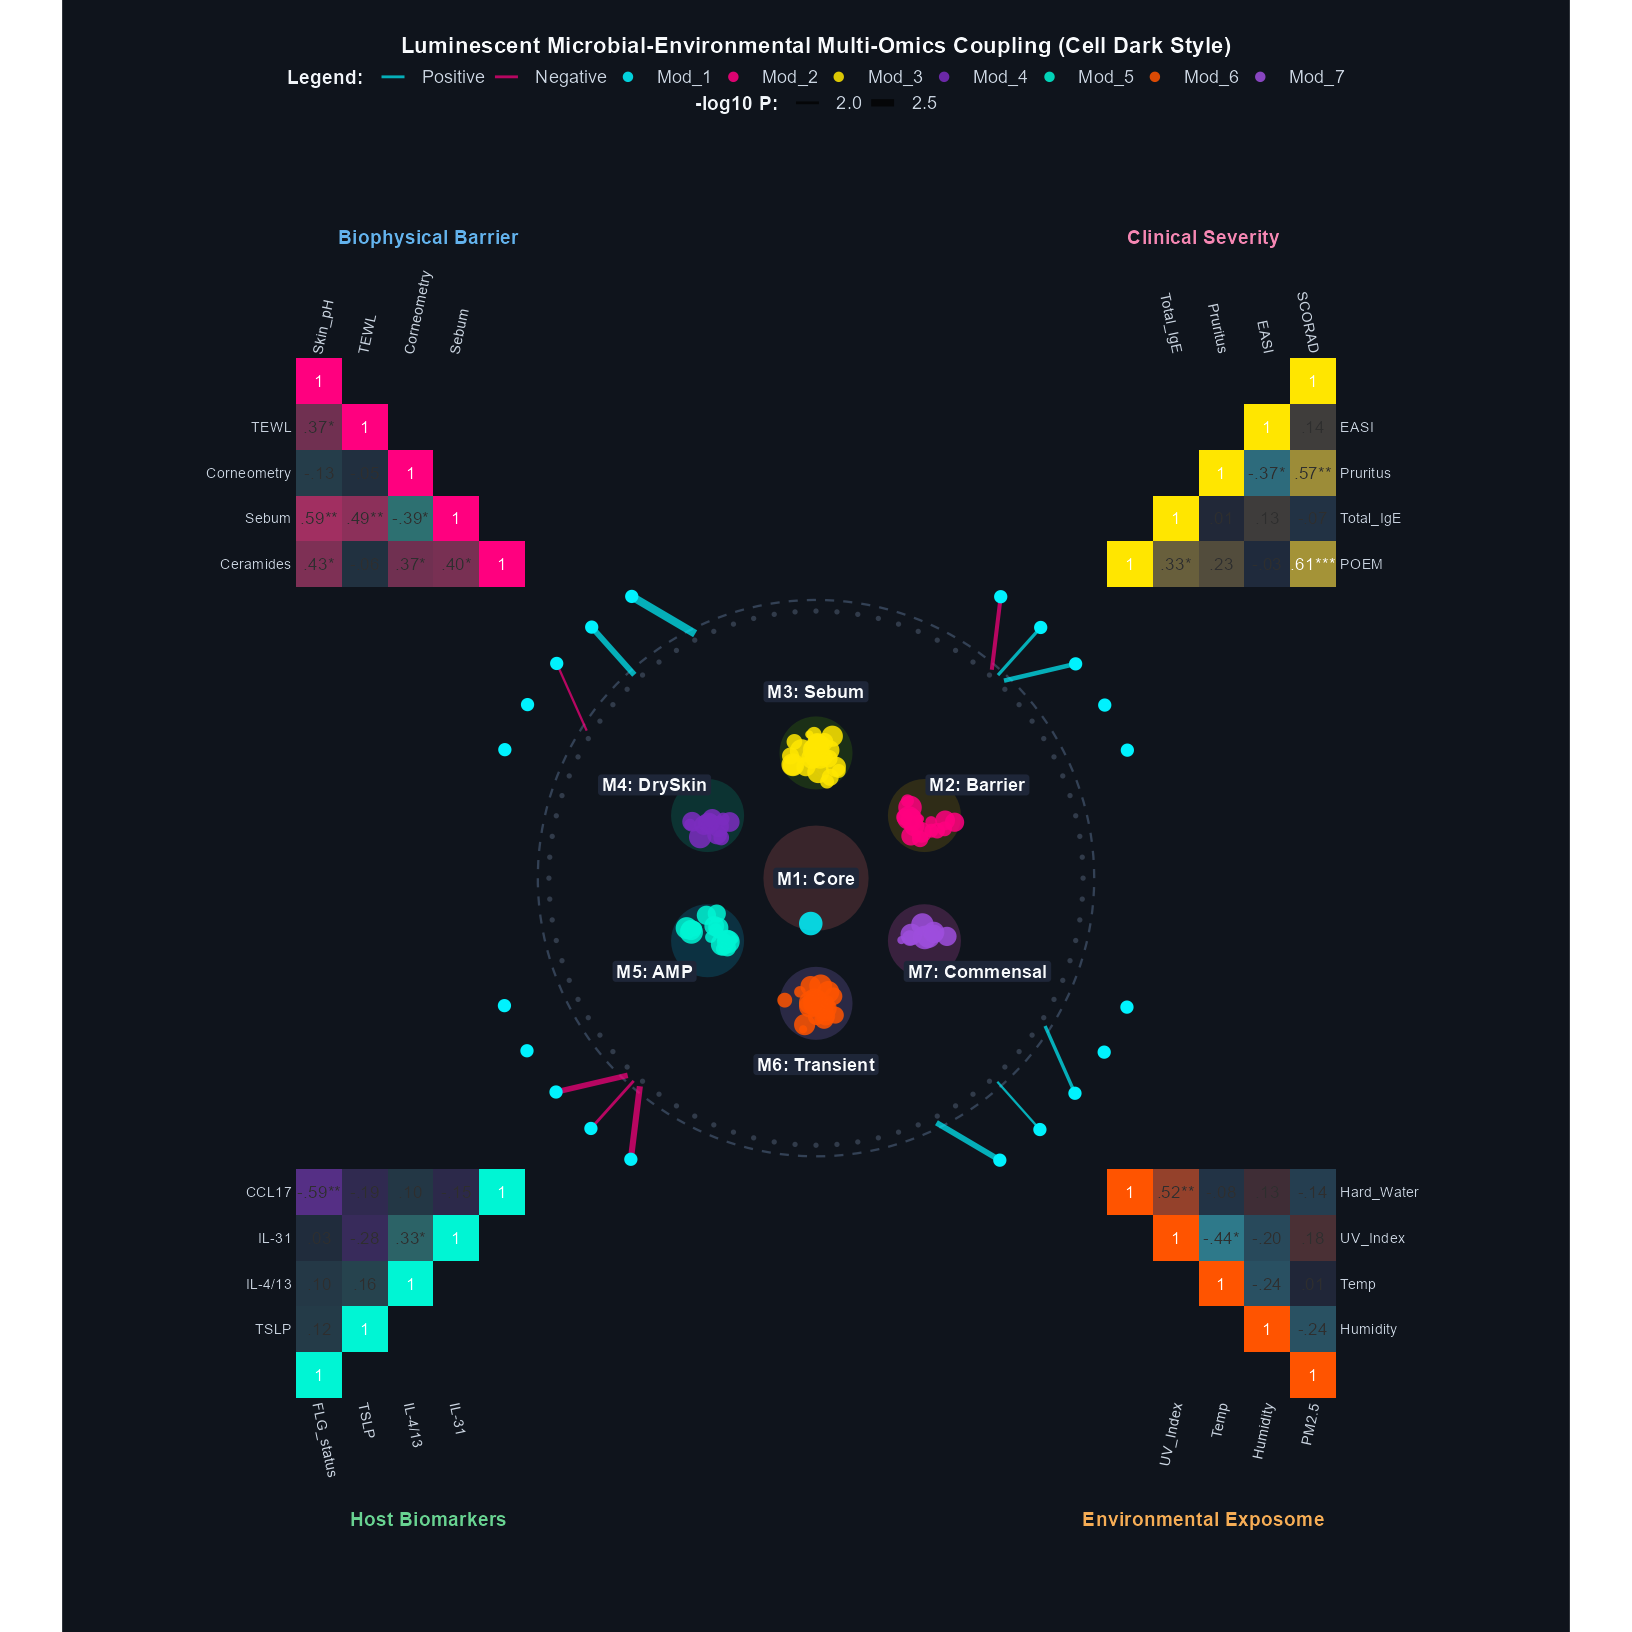 Luminescent Microbial-Environmental Multi-Omics Coupling (Cell Dark Style)
Legend: Positive Negative Mod_1 Mod_2 Mod_3 Mod_4 Mod_5 Mod_6 Mod_7
-log10 P: 2.0 2.5
Biophysical Barrier
Skin_pH TEWL Corneometry Sebum
1
TEWL .37* 1
Corneometry -.13 1
Sebum .59** .49** -.39* 1
Ceramides .43* .37* .40* 1
Clinical Severity
Total_IgE Pruritus EASI SCORAD
1
1 .14 EASI
1 -.37* .57** Pruritus
1 .13 Total_IgE
1 .33* .23 .61*** POEM
M3: Sebum
M4: DrySkin
M2: Barrier
M1: Core
M5: AMP
M7: Commensal
M6: Transient
CCL17 -.59** 1
IL-31 .33* 1
IL-4/13 .16 1
TSLP .12 1
1
FLG_status TSLP IL-4/13 IL-31
Host Biomarkers
1 .52** -.14 Hard_Water
1 -.44* -.20 .18 UV_Index
1 -.24 .01 Temp
1 -.24 Humidity
1
UV_Index Temp Humidity PM2.5
Environmental Exposome